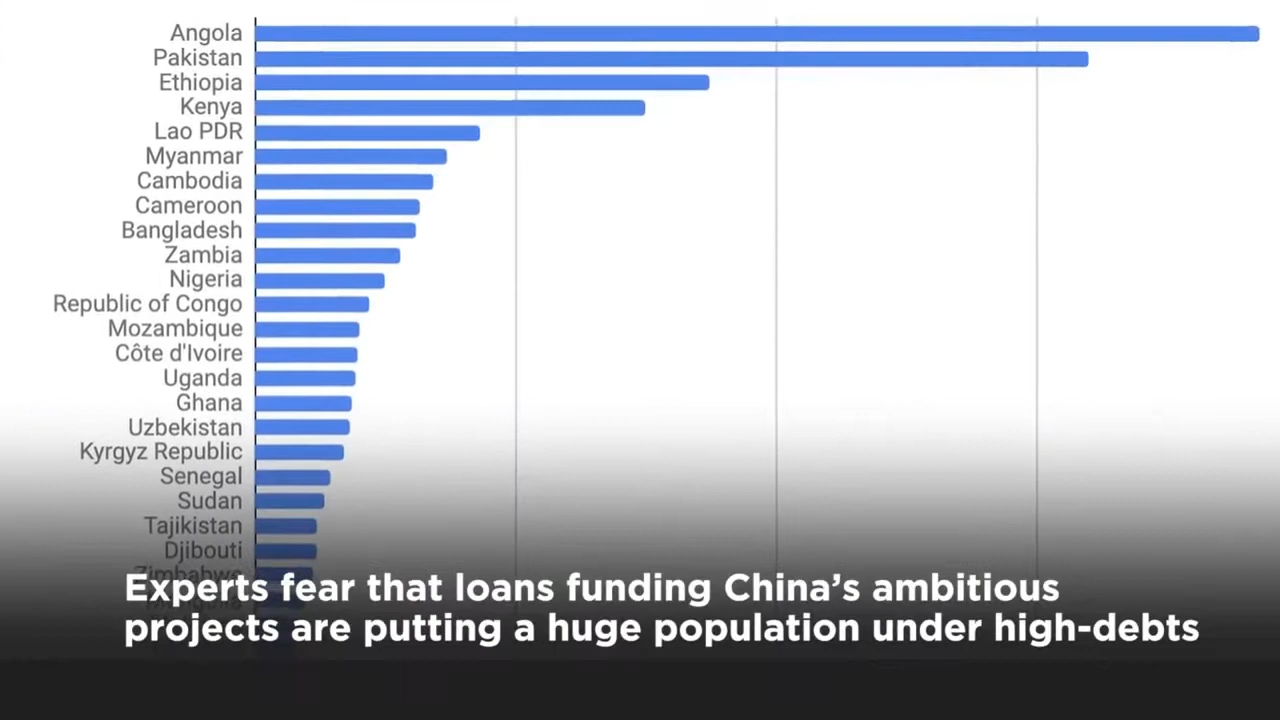 Angola
Pakistan
Ethiopia
Kenya
Lao PDR
Myanmar
Cambodia
Cameroon
Bangladesh
Zambia
Nigeria
Republic of Congo
Mozambique
Côte d'Ivoire
Uganda
Ghana
Uzbekistan
Kyrgyz Republic
Senegal
Sudan
Tajikistan
Djibouti
Zimbabwe
Experts fear that loans funding China’s ambitious
projects are putting a huge population under high-debts